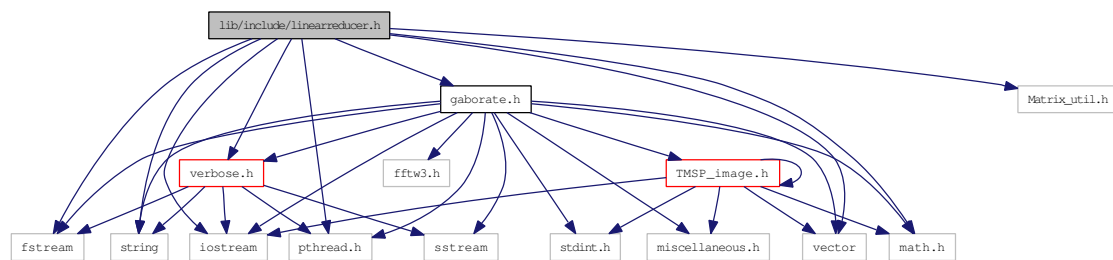 lib/include/linearreducer.h
gaborate.h
Matrix_util.h
verbose.h
fftw3.h
TMSP_image.h
fstream
string
iostream
pthread.h
sstream
stdint.h
miscellaneous.h
vector
math.h